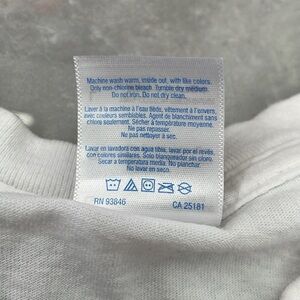 Machine wash warm, inside out, with like colors.
Only non-chlorine bleach. Tumble dry medium.
Do not iron. Do not dry clean.
Laver à la machine à l'eau tiède, vêtement à l'envers,
avec couleurs semblables. Agent de blanchiment sans
chlore seulement. Sécher à température moyenne.
Ne pas repasser.
Ne pas nettoyer à sec.
Lavar en lavadora con agua tibia, lavar por el revés
con colores similares. Solo blanqueador sin cloro.
Secar a temperatura media. No planchar.
No lavar en seco.
RN 93846 CA 25181